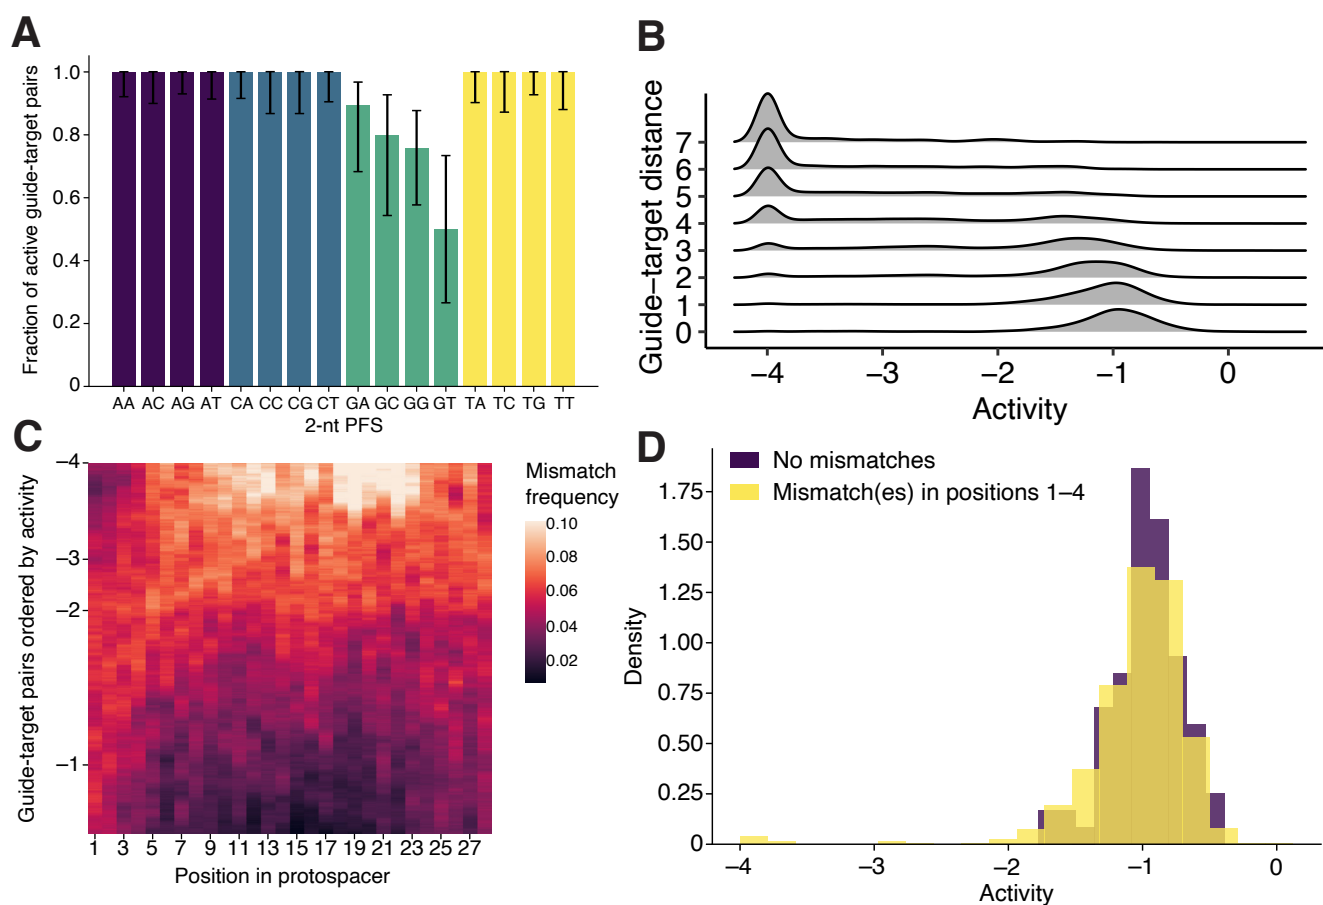 A
Fraction of active guide-target pairs
1.0
0.8
0.6
0.4
0.2
0
AA AC AG AT CA CC CG CT GA GC GG GT TA TC TG TT
2-nt PFS
B
Guide–target distance
7
6
5
4
3
2
1
0
−4 −3 −2 −1 0
Activity
C
Guide-target pairs ordered by activity
−4
−3
−2
−1
1 3 5 7 9 11 13 15 17 19 21 23 25 27
Position in protospacer
Mismatch
frequency
0.10
0.08
0.06
0.04
0.02
D
No mismatches
Mismatch(es) in positions 1–4
Density
1.75
1.50
1.25
1.00
0.75
0.50
0.25
0
−4 −3 −2 −1 0
Activity